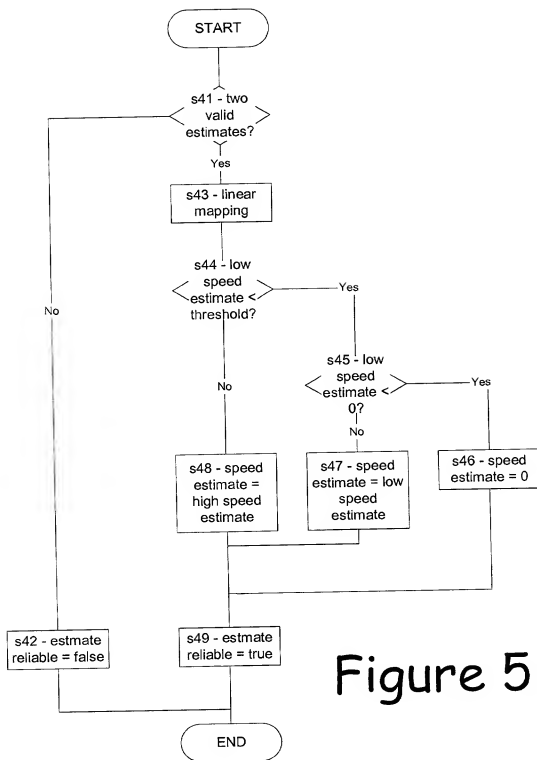 START
s41 - two
valid
estimates?
Yes
s43 - linear
mapping
s44 - low
speed
estimate <
threshold?
Yes
No
s45 - low
speed
estimate <
0?
Yes
No
No
s48 - speed
estimate =
high speed
estimate
s47 - speed
estimate = low
speed
estimate
s46 - speed
estimate = 0
s42 - estmate
reliable = false
s49 - estmate
reliable = true
Figure 5
END